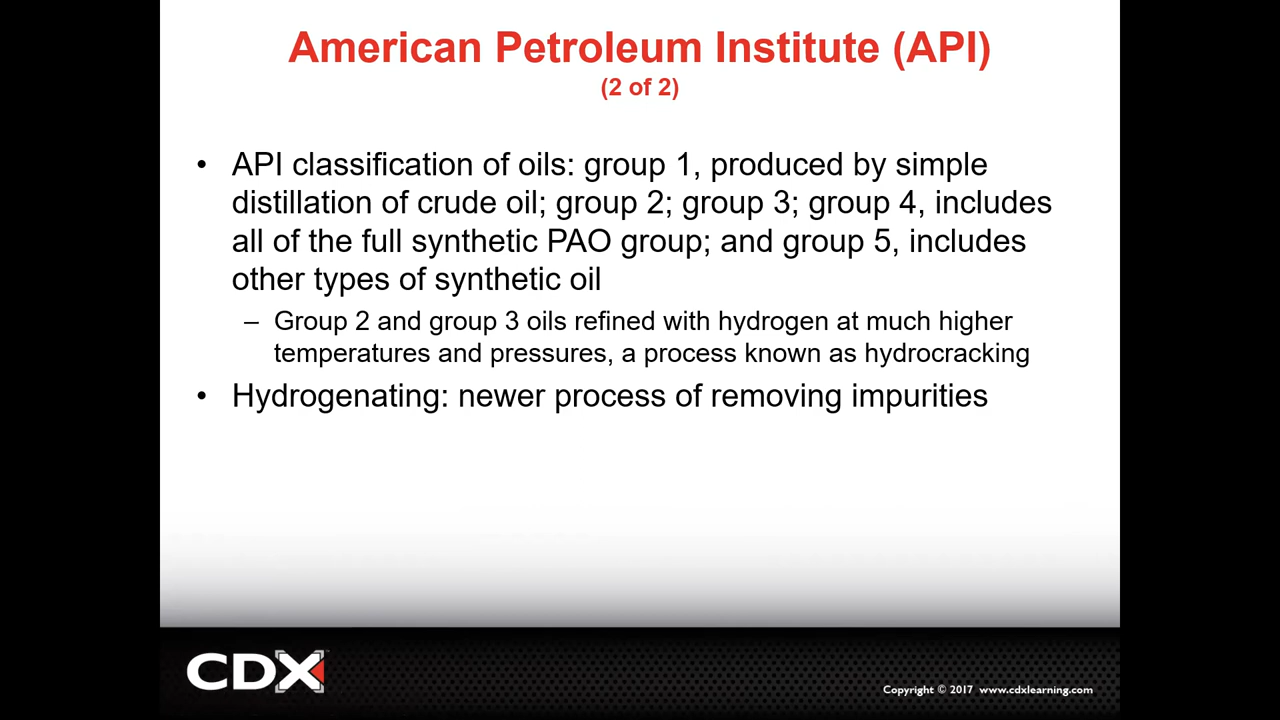 American Petroleum Institute (API)
(2 of 2)
• API classification of oils: group 1, produced by simple
distillation of crude oil; group 2; group 3; group 4, includes
all of the full synthetic PAO group; and group 5, includes
other types of synthetic oil
– Group 2 and group 3 oils refined with hydrogen at much higher
temperatures and pressures, a process known as hydrocracking
• Hydrogenating: newer process of removing impurities
CDX
Copyright © 2017 www.cdxlearning.com